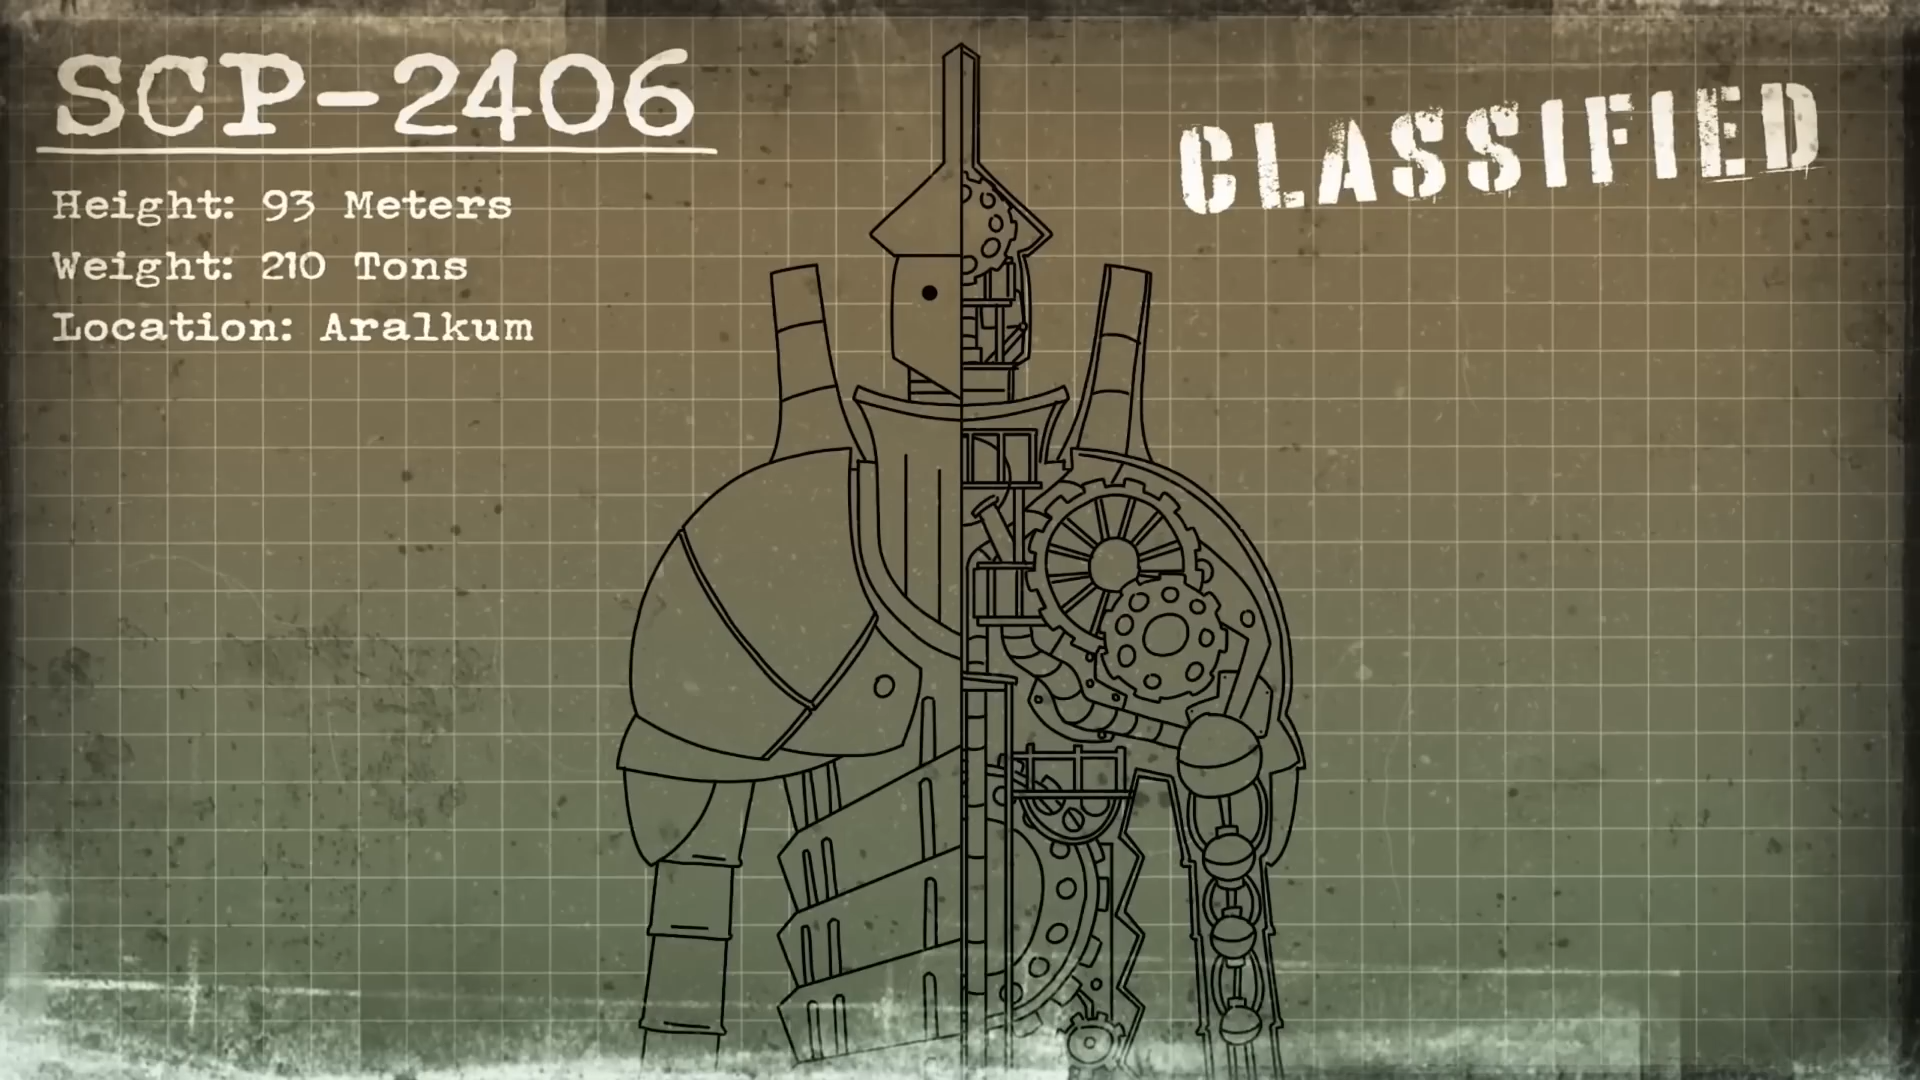 SCP-2406
CLASSIFIED
Height: 93 Meters
Weight: 210 Tons
Location: Aralkum